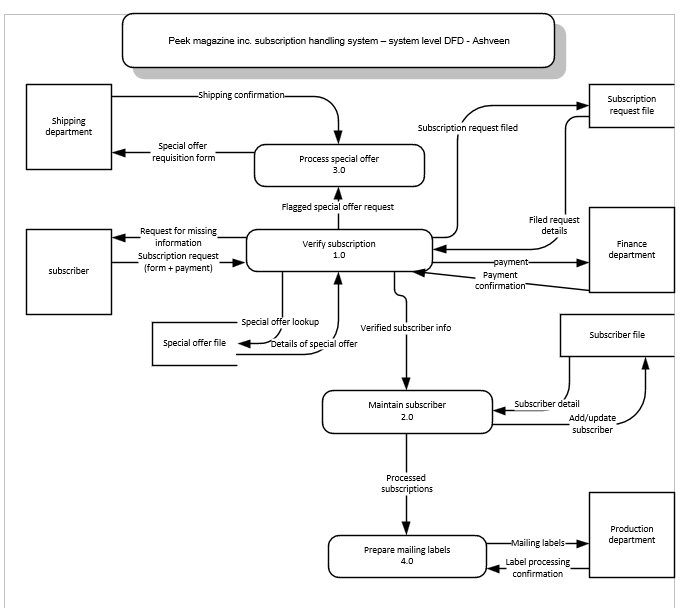 Peek magazine inc. subscription handling system – system level DFD - Ashveen
Shipping confirmation
Subscription
request file
Shipping
department
Subscription request filed
Special offer
requisition form
Process special offer
3.0
Flagged special offer request
Filed request
details
Request for missing
information
Subscription request
(form + payment)
Verify subscription
1.0
Finance
department
payment
Payment
confirmation
subscriber
Special offer lookup
Special offer file
Details of special offer
Verified subscriber info
Subscriber file
Maintain subscriber
2.0
Subscriber detail
Add/update
subscriber
Processed
subscriptions
Production
department
Prepare mailing labels
4.0
Mailing labels
Label processing
confirmation